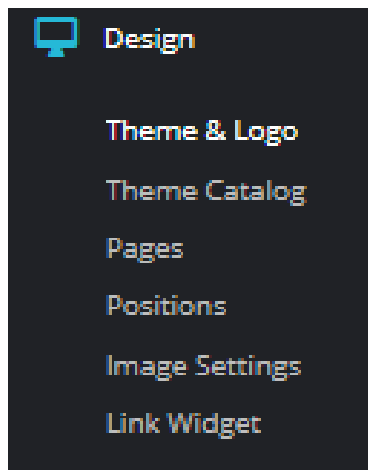 Design
Theme & Logo
Theme Catalog
Pages
Positions
Image Settings
Link Widget